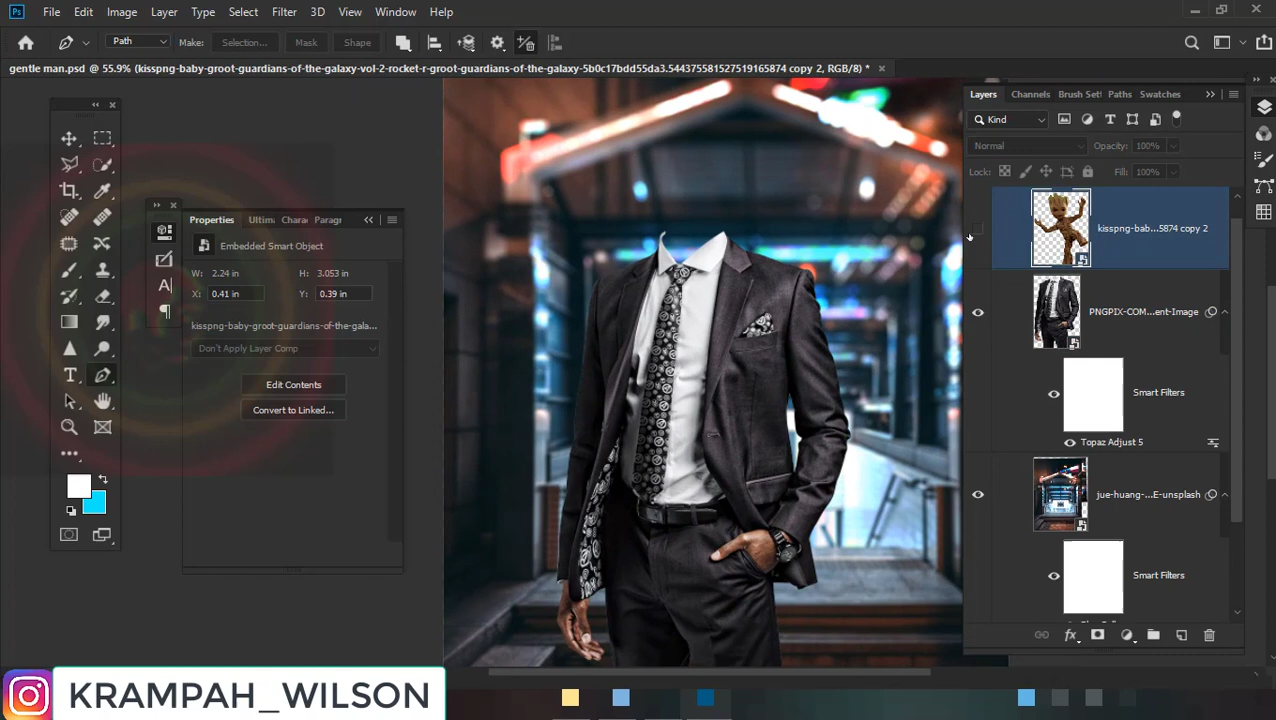 Ps File Edit Image Layer Type Select Filter 3D View Window Help
Path Make: Selection... Mask Shape
gentle man.psd @ 55.9% (kisspng-baby-groot-guardians-of-the-galaxy-vol-2-rocket-r-groot-guardians-of-the-galaxy-5b0c17bdd55da3.5443755815275191658​74 copy 2, RGB/8) *
Layers Channels Brush Set Paths Swatches
Kind
Normal Opacity: 100%
Lock: Fill: 100%
kisspng-bab...5874 copy 2
Properties Ultima Chara Paragr
Embedded Smart Object
W: 2.24 in H: 3.053 in
X: 0.41 in Y: 0.39 in
kisspng-baby-groot-guardians-of-the-gala...
Don't Apply Layer Comp
Edit Contents
Convert to Linked...
PNGPIX-COM...ent-Image
Smart Filters
Topaz Adjust 5
jue-huang-...E-unsplash
Smart Filters
KRAMPAH_WILSON